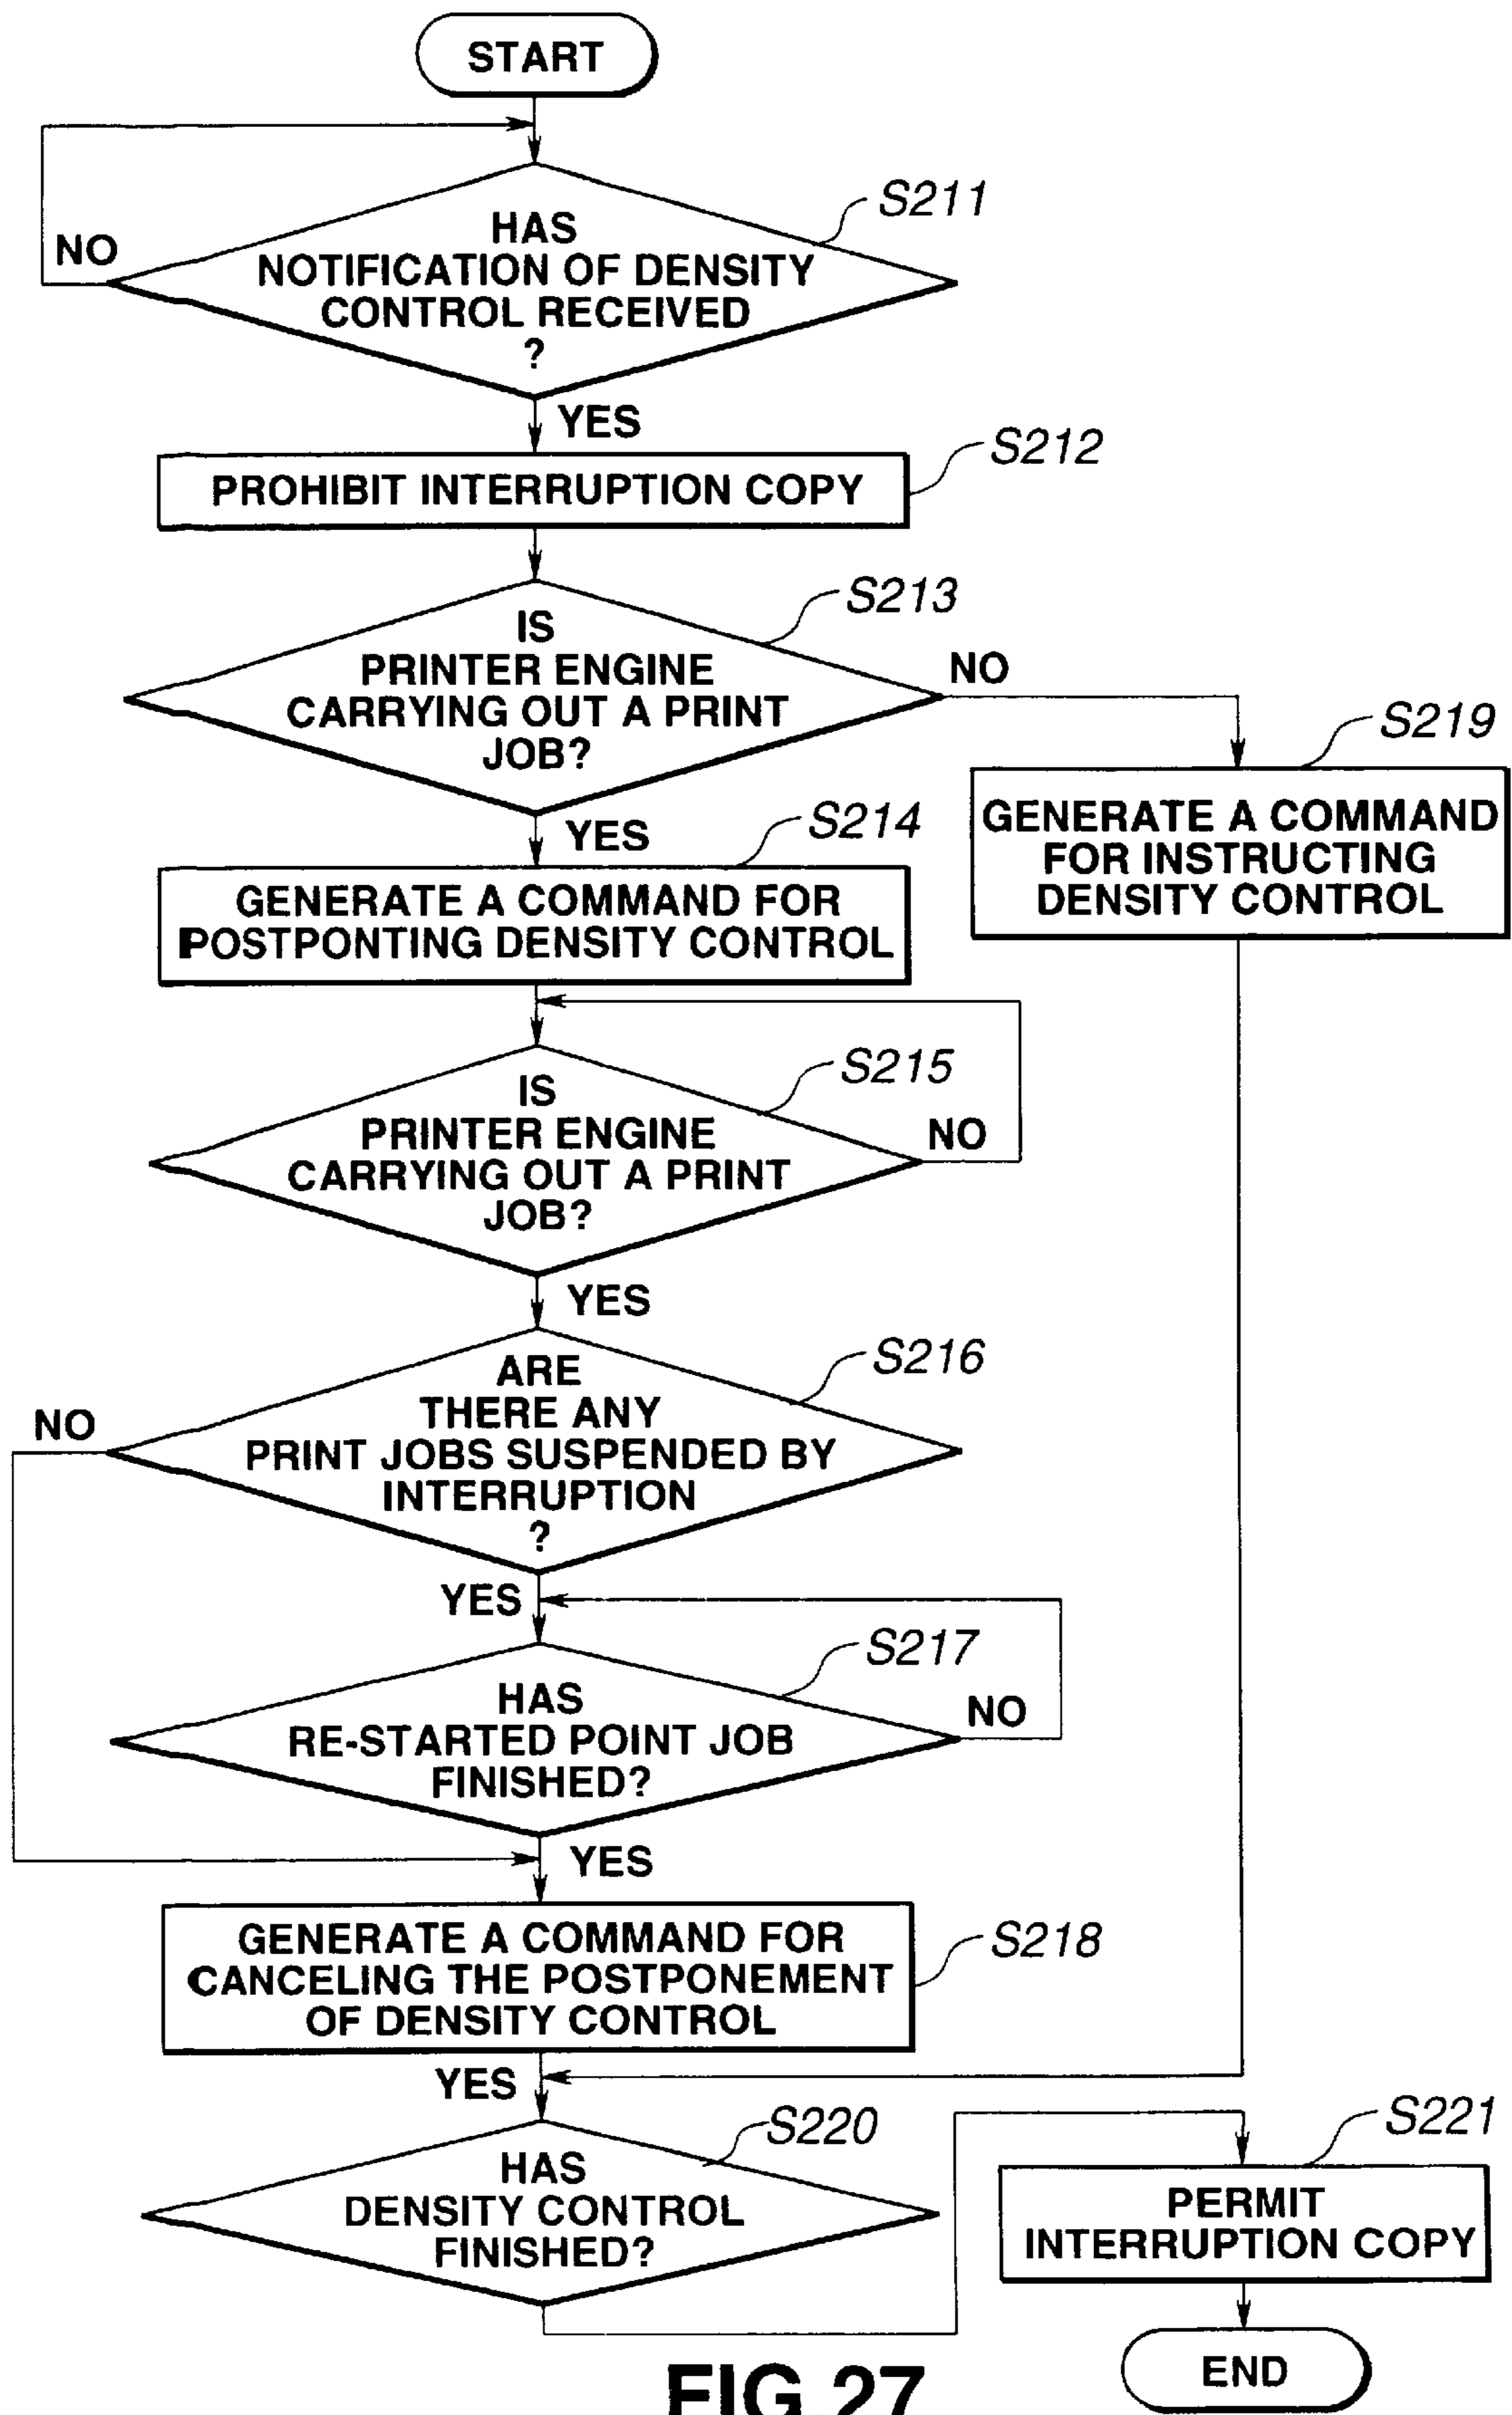 START
S211
NO
HAS
NOTIFICATION OF DENSITY
CONTROL RECEIVED
?
YES
S212
PROHIBIT INTERRUPTION COPY
S213
IS
PRINTER ENGINE
CARRYING OUT A PRINT
JOB?
NO
S219
GENERATE A COMMAND
FOR INSTRUCTING
DENSITY CONTROL
YES
S214
GENERATE A COMMAND FOR
POSTPONTING DENSITY CONTROL
S215
IS
PRINTER ENGINE
CARRYING OUT A PRINT
JOB?
NO
YES
S216
ARE
THERE ANY
PRINT JOBS SUSPENDED BY
INTERRUPTION
?
NO
YES
S217
HAS
RE-STARTED POINT JOB
FINISHED?
NO
YES
GENERATE A COMMAND FOR
CANCELING THE POSTPONEMENT
OF DENSITY CONTROL
S218
YES
S220
HAS
DENSITY CONTROL
FINISHED?
S221
PERMIT
INTERRUPTION COPY
END
FIG.27